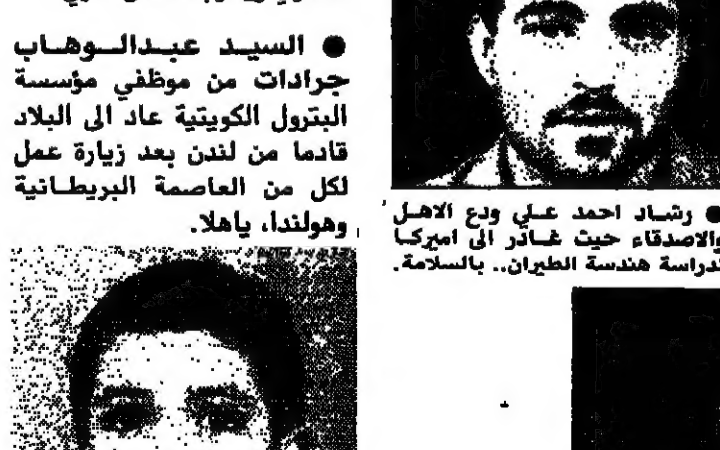 ● السيد عبدالوهاب
جرادات من موظفي مؤسسة
البترول الكويتية عاد الى البلاد
قادما من لندن بعد زيارة عمل
لكل من العاصمة البريطانية
وهولندا، ياهلا.
● رشاد احمد علي ودع الاهل
والاصدقاء حيث غادر الى اميركا
لدراسة هندسة الطيران.. بالسلامة.